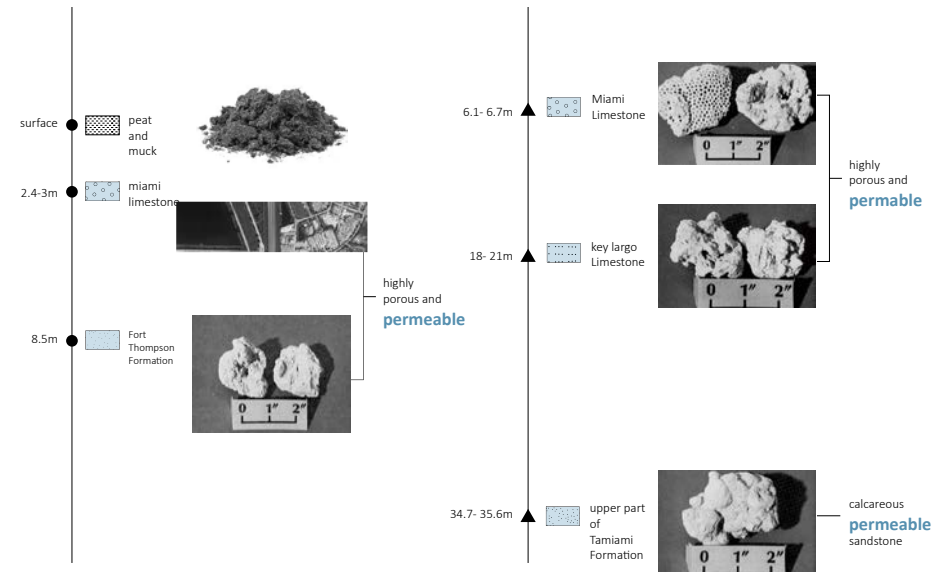 surface
peat
and
muck
2.4-3m
miami
limestone
highly
porous and
permeable
8.5m
Fort
Thompson
Formation
0 1" 2"
6.1- 6.7m
Miami
Limestone
0 1" 2"
highly
porous and
permable
18- 21m
key largo
Limestone
0 1" 2"
34.7- 35.6m
upper part
of
Tamiami
Formation
0 1" 2"
calcareous
permeable
sandstone